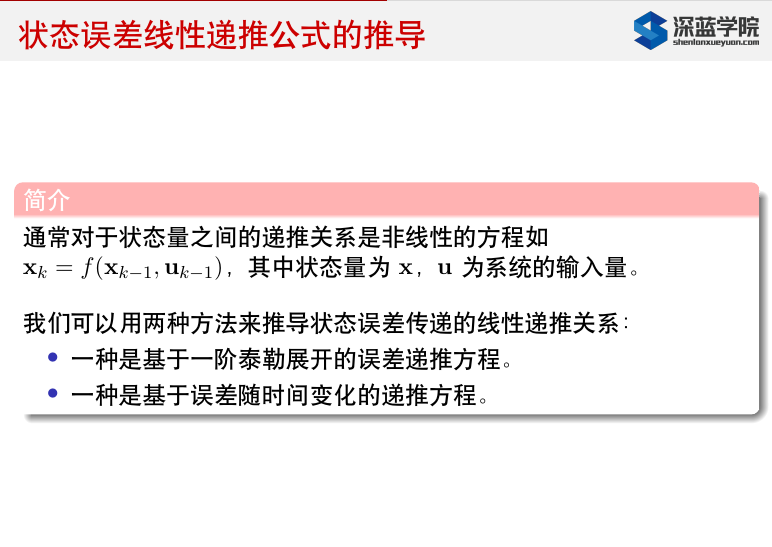 状态误差线性递推公式的推导
深蓝学院
shenlanxueyuan.com
简介
通常对于状态量之间的递推关系是非线性的方程如
xₖ = f(xₖ₋₁, uₖ₋₁)，其中状态量为 x，u 为系统的输入量。
我们可以用两种方法来推导状态误差传递的线性递推关系：
• 一种是基于一阶泰勒展开的误差递推方程。
• 一种是基于误差随时间变化的递推方程。